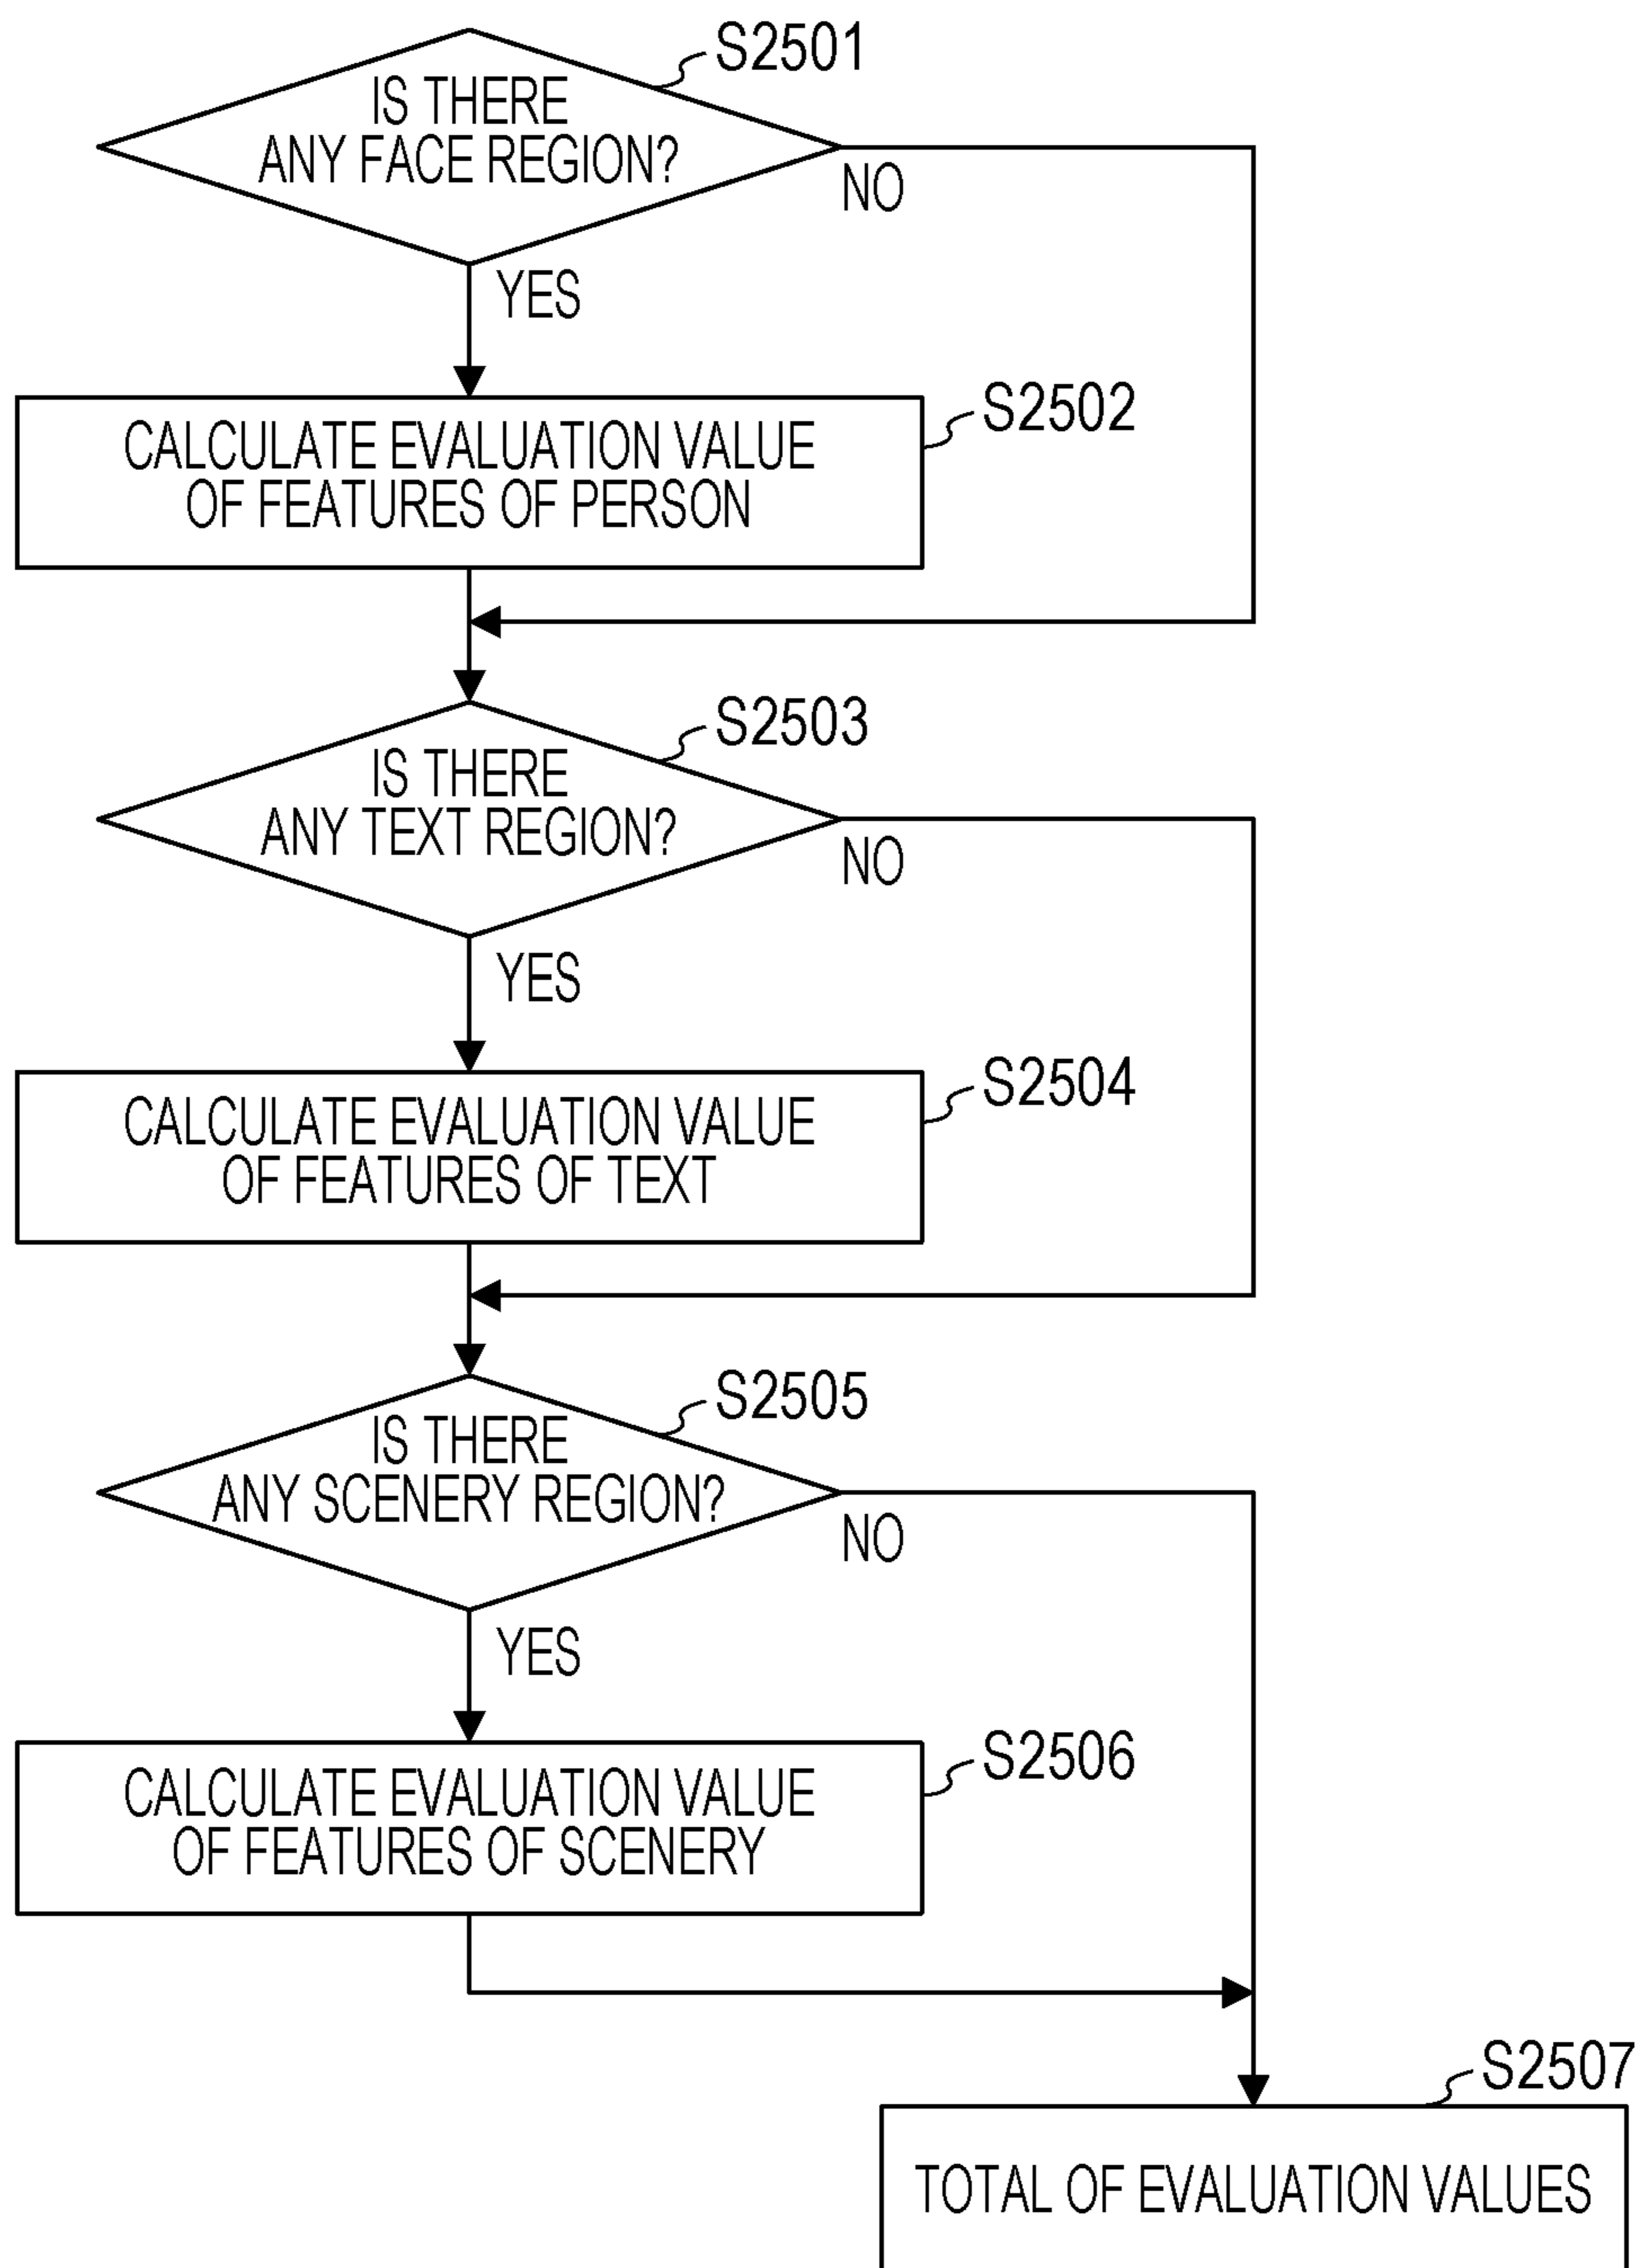 S2501
IS THERE
ANY FACE REGION?
NO
YES
S2502
CALCULATE EVALUATION VALUE
OF FEATURES OF PERSON
S2503
IS THERE
ANY TEXT REGION?
NO
YES
S2504
CALCULATE EVALUATION VALUE
OF FEATURES OF TEXT
S2505
IS THERE
ANY SCENERY REGION?
NO
YES
S2506
CALCULATE EVALUATION VALUE
OF FEATURES OF SCENERY
S2507
TOTAL OF EVALUATION VALUES